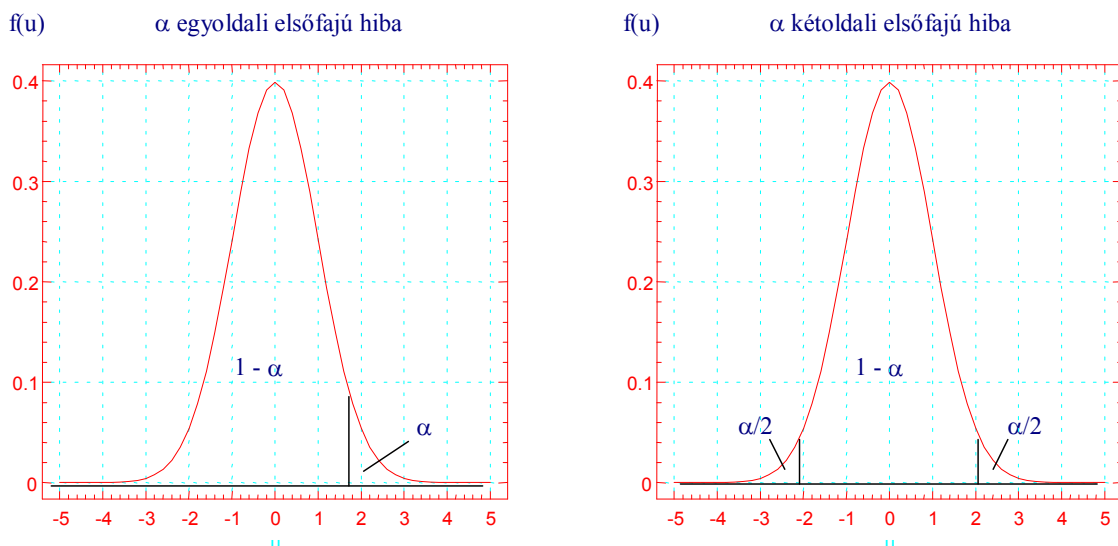 f(u) α egyoldali elsőfajú hiba
0.4
0.3
0.2
0.1
0
1 - α
α
-5 -4 -3 -2 -1 0 1 2 3 4 5
f(u) α kétoldali elsőfajú hiba
0.4
0.3
0.2
0.1
0
1 - α
α/2 α/2
-5 -4 -3 -2 -1 0 1 2 3 4 5